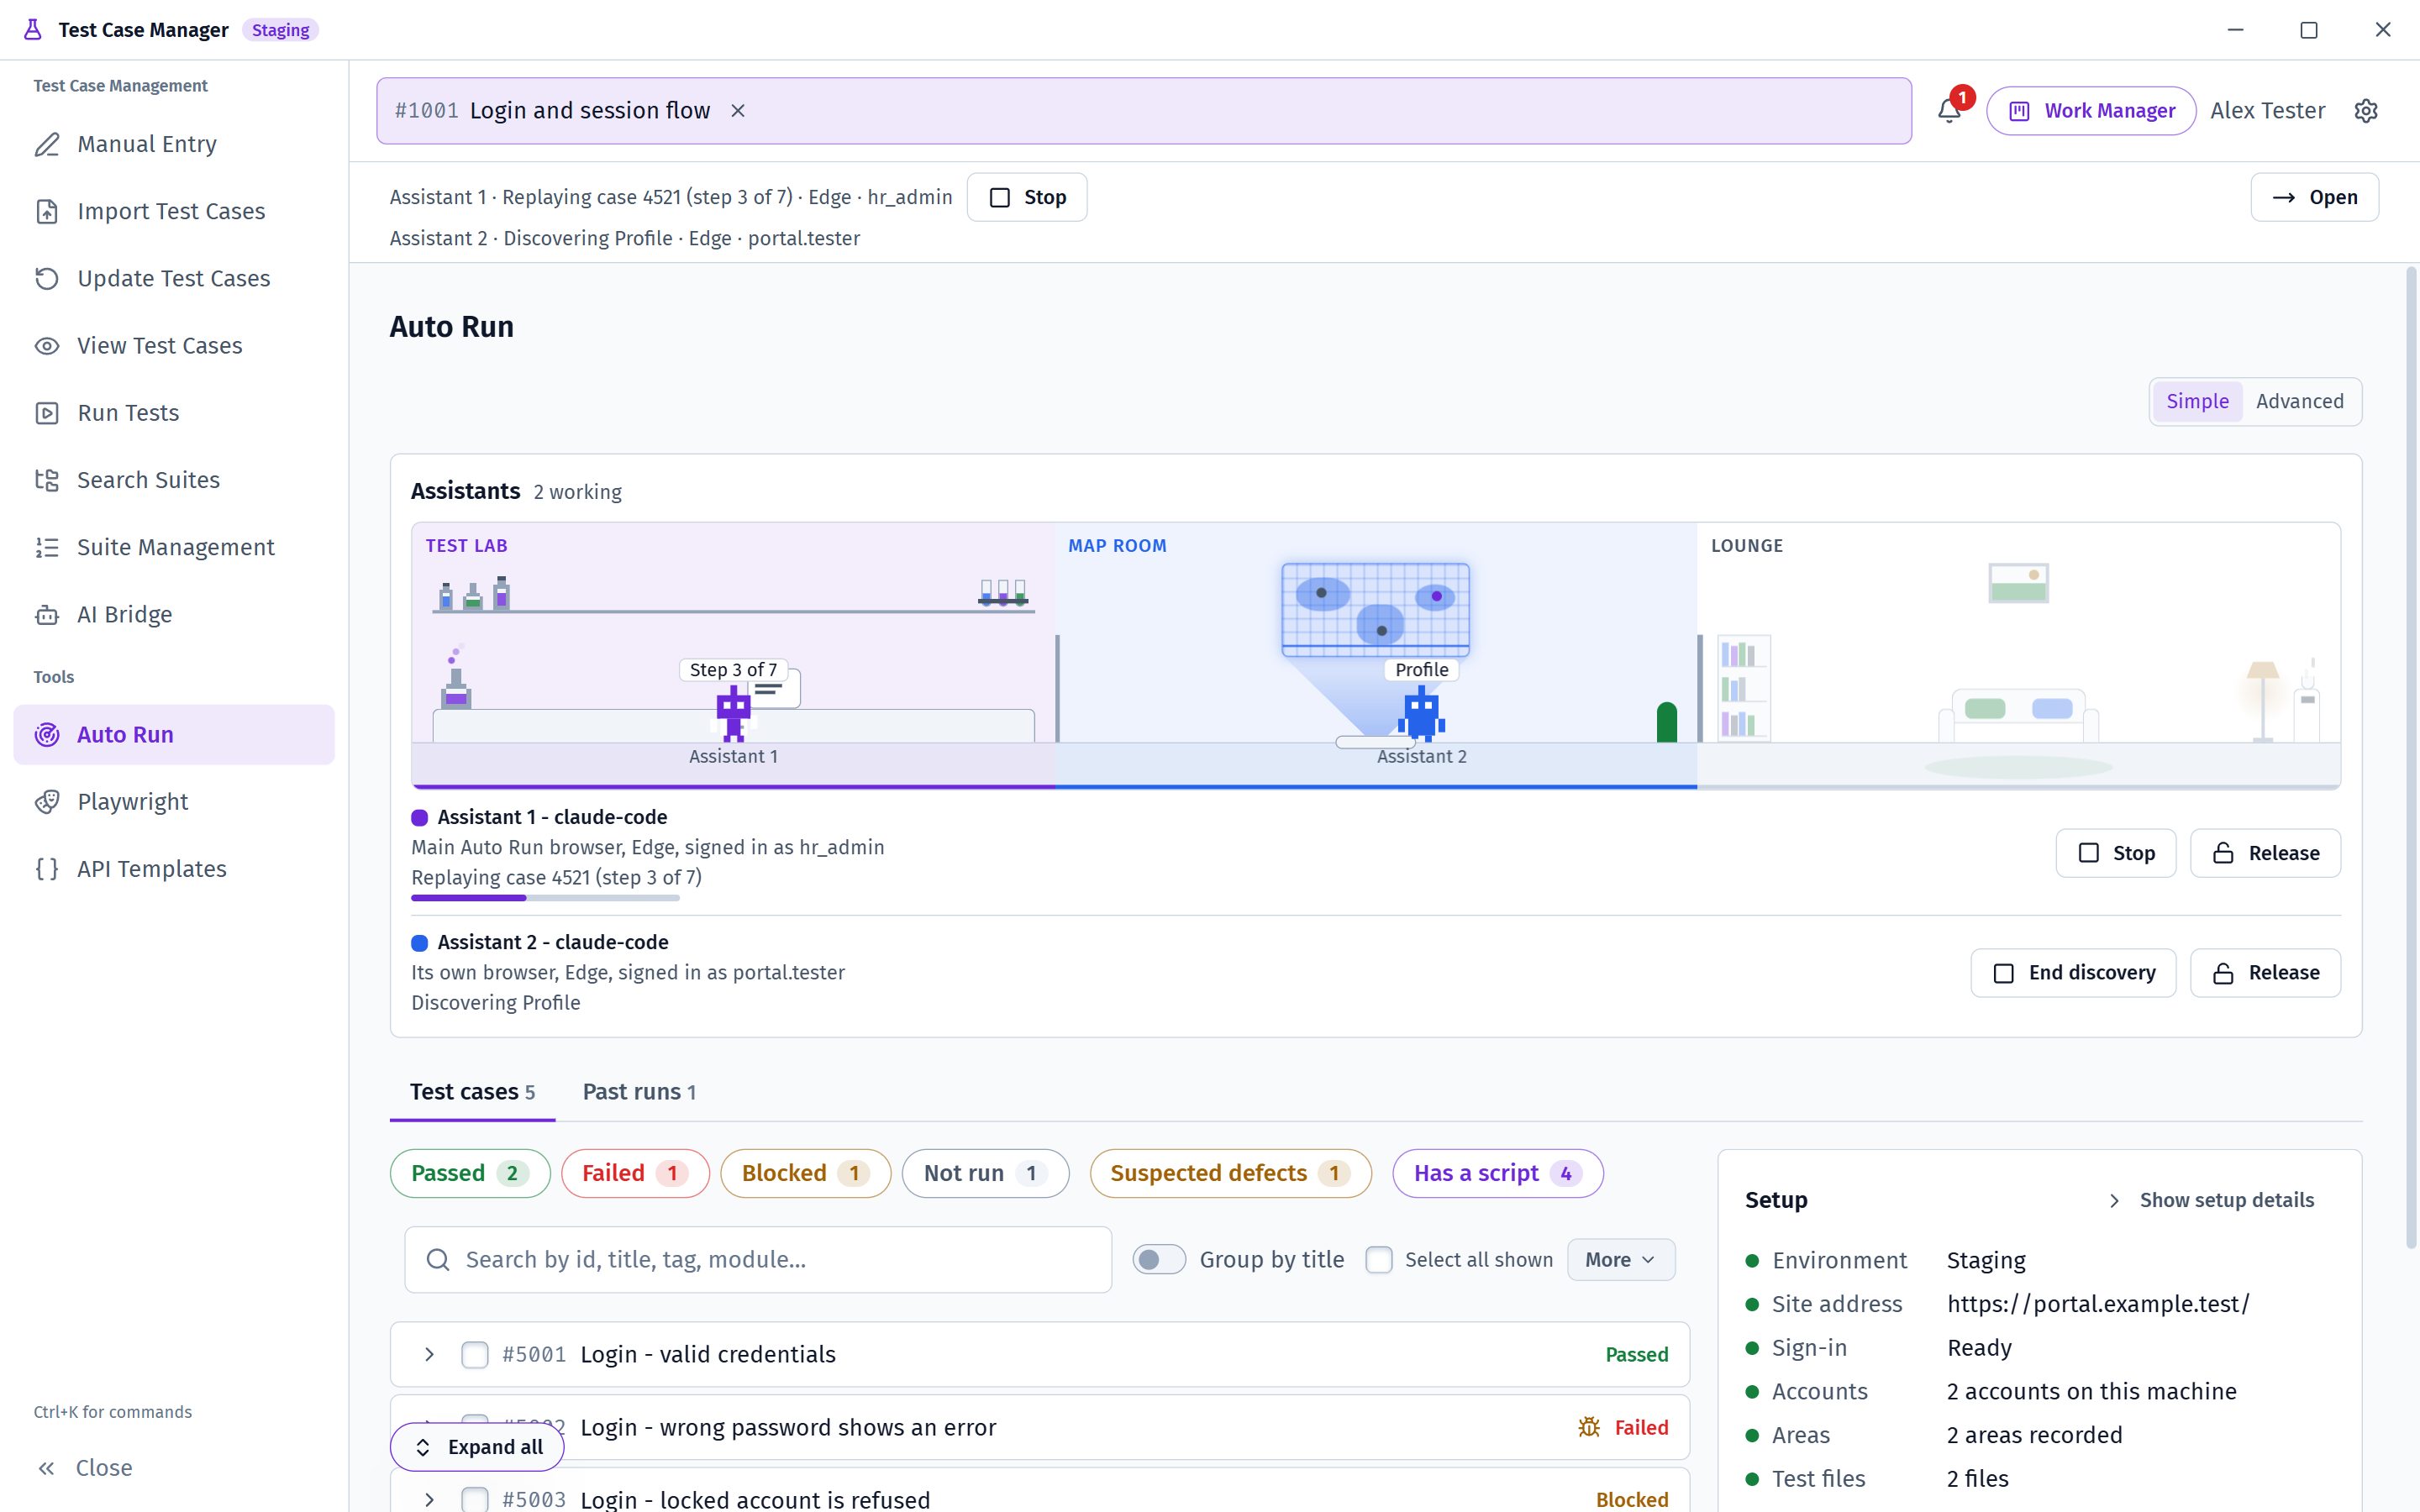 Test Case Manager Staging
Test Case Management
Manual Entry
Import Test Cases
Update Test Cases
View Test Cases
Run Tests
Search Suites
Suite Management
AI Bridge
Tools
Auto Run
Playwright
API Templates
Ctrl+K for commands
Close
#1001 Login and session flow
1
Work Manager
Alex Tester
Assistant 1 · Replaying case 4521 (step 3 of 7) · Edge · hr_admin
Stop
Open
Assistant 2 · Discovering Profile · Edge · portal.tester
Auto Run
Simple Advanced
Assistants 2 working
TEST LAB
Step 3 of 7
Assistant 1
MAP ROOM
Profile
Assistant 2
LOUNGE
Assistant 1 - claude-code
Main Auto Run browser, Edge, signed in as hr_admin
Replaying case 4521 (step 3 of 7)
Stop
Release
Assistant 2 - claude-code
Its own browser, Edge, signed in as portal.tester
Discovering Profile
End discovery
Release
Test cases 5
Past runs 1
Passed 2
Failed 1
Blocked 1
Not run 1
Suspected defects 1
Has a script 4
Search by id, title, tag, module...
Group by title
Select all shown
More
#5001 Login - valid credentials Passed
Login - wrong password shows an error Failed
Expand all
#5003 Login - locked account is refused Blocked
Setup
Show setup details
Environment Staging
Site address https://portal.example.test/
Sign-in Ready
Accounts 2 accounts on this machine
Areas 2 areas recorded
Test files 2 files